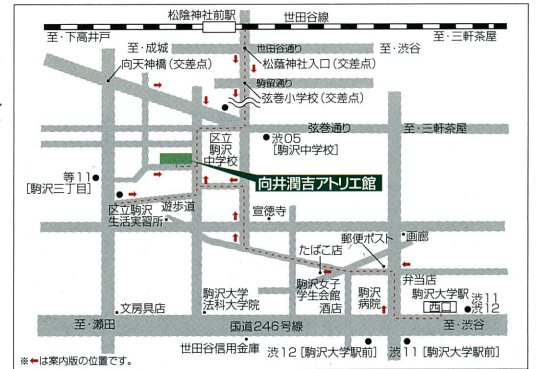 松陰神社前駅
世田谷線
至・下高井戸
至・三軒茶屋
至・成城
世田谷通り
至・渋谷
向天神橋(交差点)
松蔭神社入口(交差点)
駒留通り
弦巻小学校(交差点)
弦巻通り
至・三軒茶屋
区立
駒沢
中学校
渋05
[駒沢中学校]
等11
[駒沢三丁目]
向井潤吉アトリエ館
区立駒沢
生活実習所
遊歩道
宣徳寺
たばこ店
郵便ポスト
画廊
弁当店
駒沢女子
学生会館
酒店
駒沢
病院
駒沢大学駅
西口
渋11
渋12
文房具店
駒沢大学
法科大学院
至・瀬田
国道246号線
至・渋谷
世田谷信用金庫
渋12[駒沢大学駅前]
渋11[駒沢大学駅前]
※←は案内版の位置です。